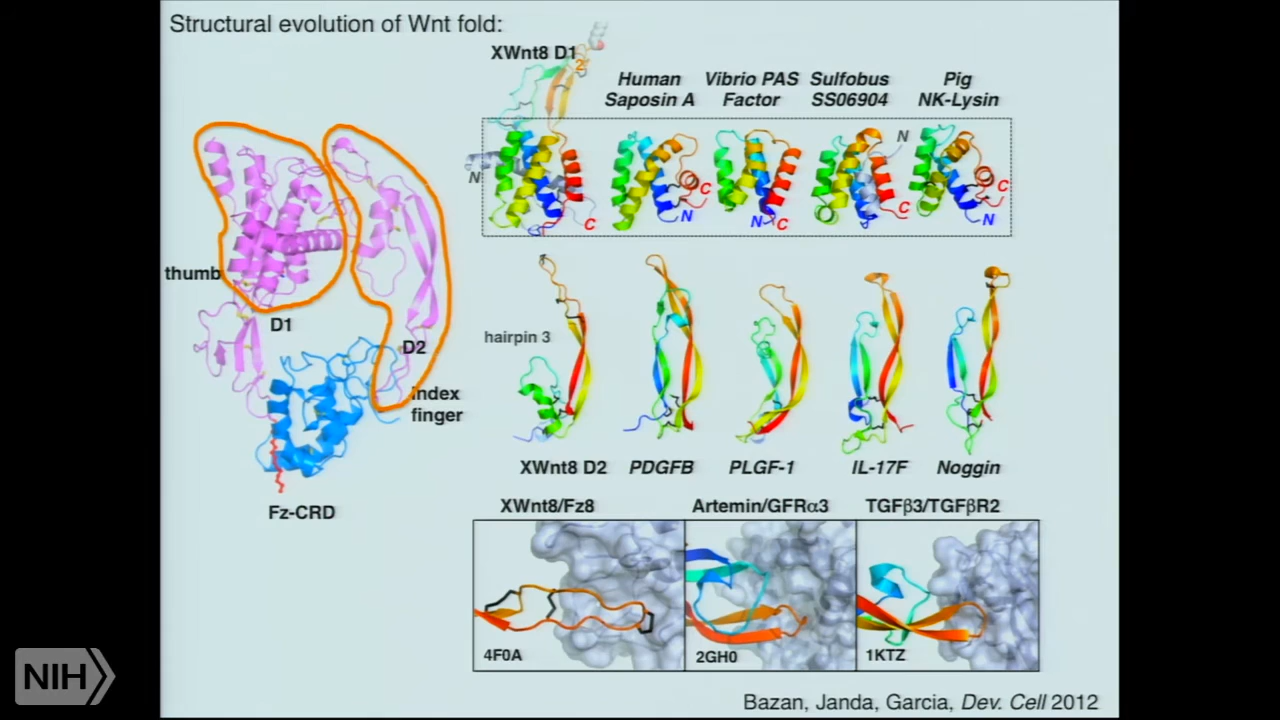 Structural evolution of Wnt fold:
XWnt8 D1
2
Human
Saposin A
Vibrio PAS
Factor
Sulfobus
SS06904
Pig
NK-Lysin
N
C
N
C
N
C
N
C
N
C
thumb
D1
D2
index
finger
Fz-CRD
hairpin 3
XWnt8 D2
PDGFB
PLGF-1
IL-17F
Noggin
XWnt8/Fz8
Artemin/GFRα3
TGFβ3/TGFβR2
4F0A
2GH0
1KTZ
NIH
Bazan, Janda, Garcia, Dev. Cell 2012